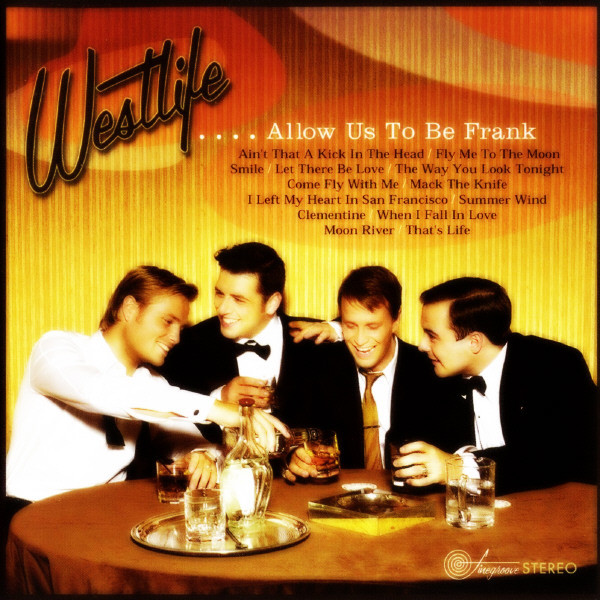 Westlife
.... Allow Us To Be Frank
Ain't That A Kick In The Head / Fly Me To The Moon
Smile / Let There Be Love / The Way You Look Tonight
Come Fly With Me / Mack The Knife
I Left My Heart In San Francisco / Summer Wind
Clementine / When I Fall In Love
Moon River / That's Life
finegroove STEREO